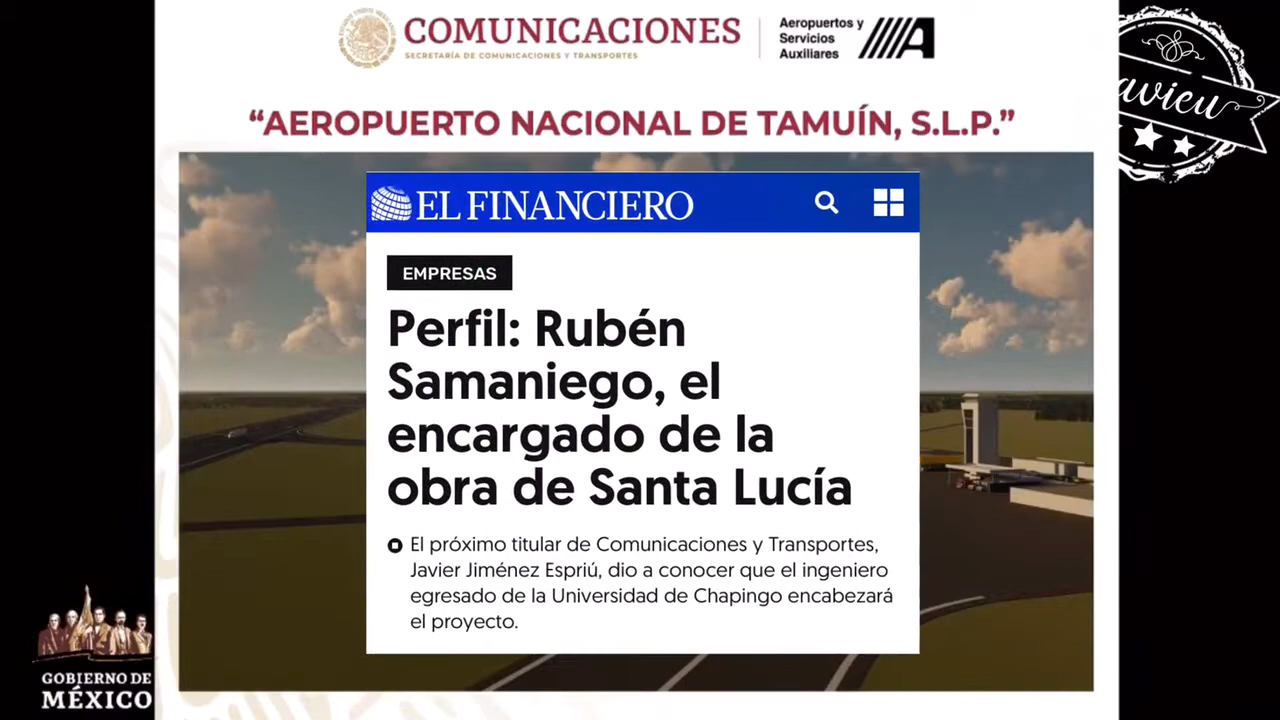 COMUNICACIONES
SECRETARÍA DE COMUNICACIONES Y TRANSPORTES
Aeropuertos y
Servicios
Auxiliares
"AEROPUERTO NACIONAL DE TAMUÍN, S.L.P."
EL FINANCIERO
EMPRESAS
Perfil: Rubén
Samaniego, el
encargado de la
obra de Santa Lucía
El próximo titular de Comunicaciones y Transportes,
Javier Jiménez Espriú, dio a conocer que el ingeniero
egresado de la Universidad de Chapingo encabezará
el proyecto.
GOBIERNO DE
MÉXICO